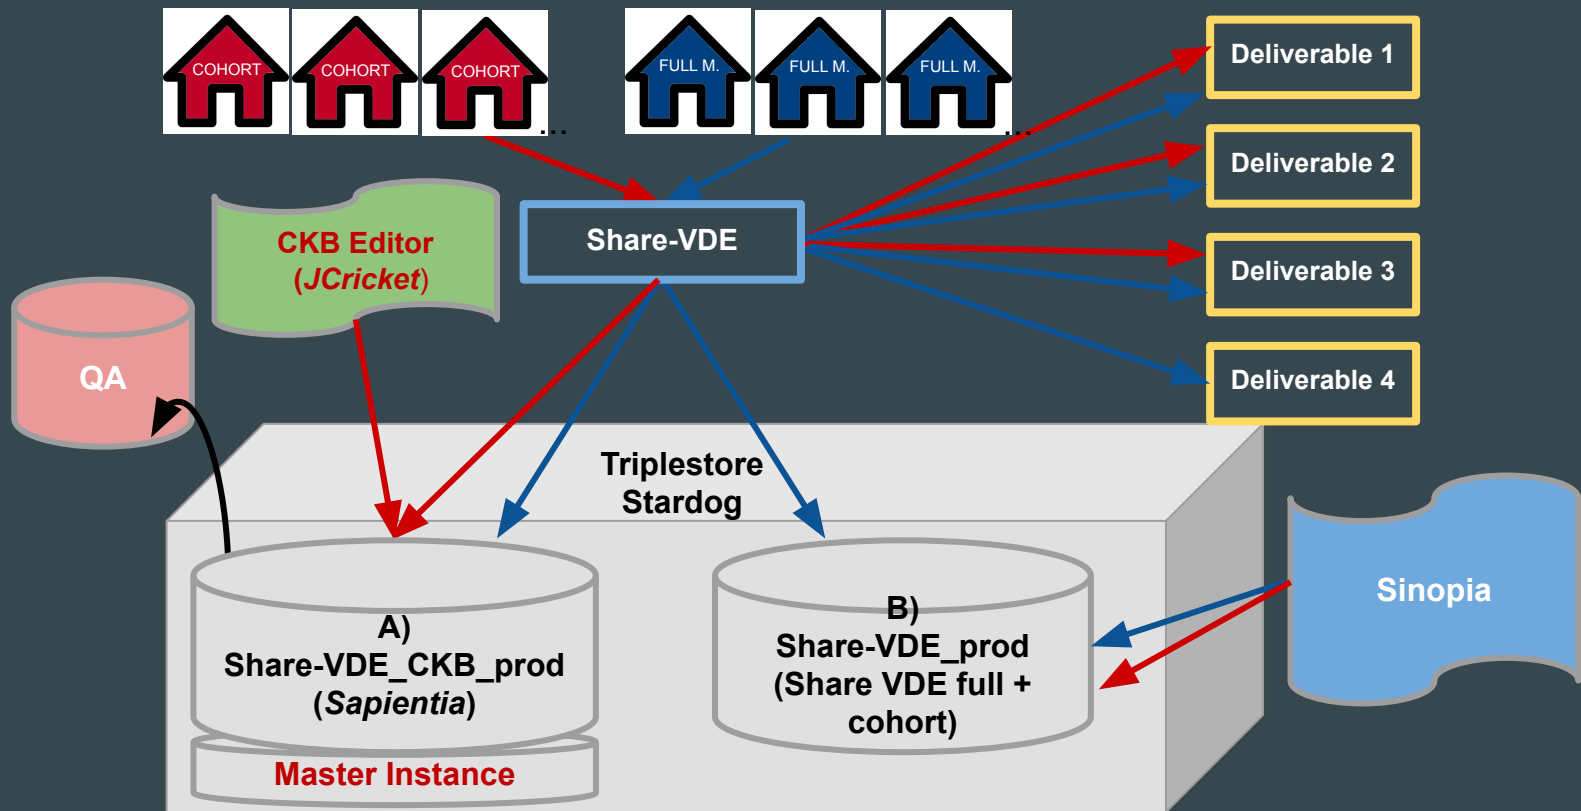 COHORT
COHORT
COHORT
...
FULL M.
FULL M.
FULL M.
...
Deliverable 1
Deliverable 2
Deliverable 3
Deliverable 4
Share-VDE
CKB Editor
(JCricket)
QA
Triplestore
Stardog
A)
Share-VDE_CKB_prod
(Sapientia)
Master Instance
B)
Share-VDE_prod
(Share VDE full +
cohort)
Sinopia